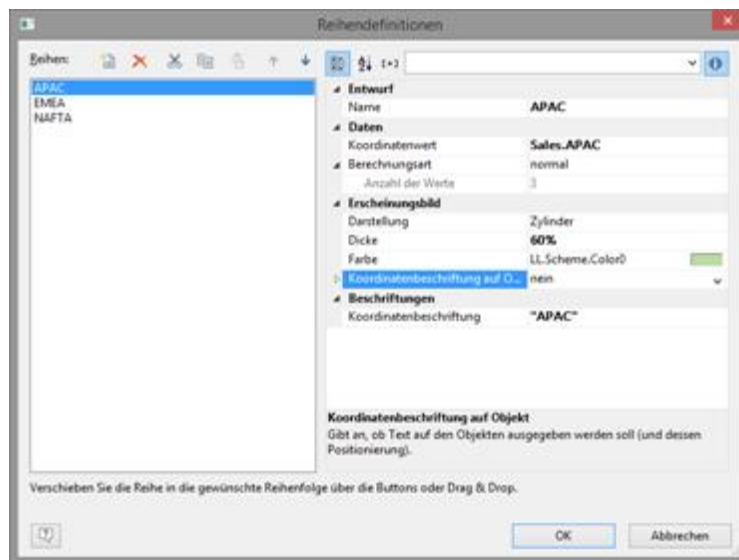 Reihendefinitionen
Reihen:
APAC
EMEA
NAFTA
Entwurf
Name APAC
Daten
Koordinatenwert Sales.APAC
Berechnungsart normal
Anzahl der Werte 3
Erscheinungsbild
Darstellung Zylinder
Dicke 60%
Farbe LL.Scheme.Color0
Koordinatenbeschriftung auf O... nein
Beschriftungen
Koordinatenbeschriftung "APAC"
Koordinatenbeschriftung auf Objekt
Gibt an, ob Text auf den Objekten ausgegeben werden soll (und dessen
Positionierung).
Verschieben Sie die Reihe in die gewünschte Reihenfolge über die Buttons oder Drag & Drop.
OK Abbrechen